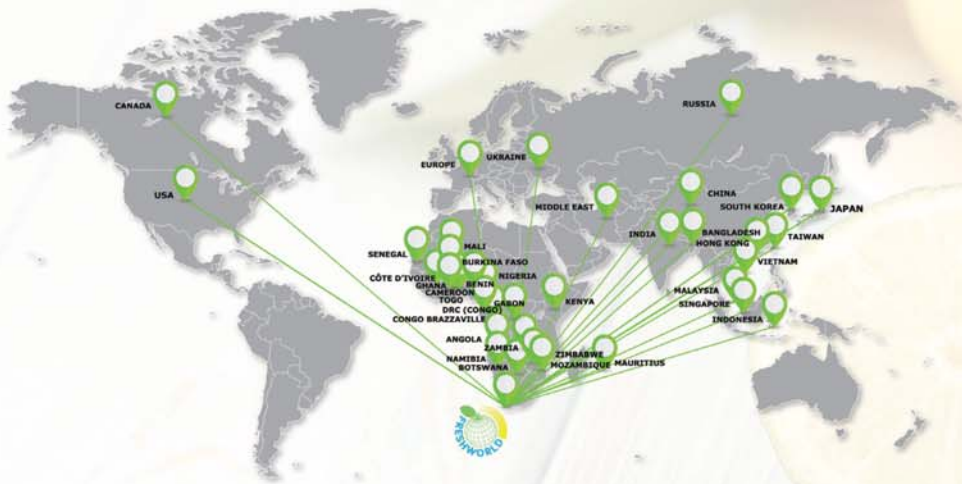 CANADA
RUSSIA
EUROPE
UKRAINE
USA
CHINA
MIDDLE EAST
SOUTH KOREA
JAPAN
INDIA
BANGLADESH
TAIWAN
HONG KONG
SENEGAL
MALI
BURKINA FASO
VIETNAM
CÔTE D'IVOIRE
NIGERIA
GHANA
BENIN
CAMEROON
TOGO
GABON
KENYA
MALAYSIA
SINGAPORE
DRC (CONGO)
CONGO BRAZZAVILLE
INDONESIA
ANGOLA
ZAMBIA
ZIMBABWE
NAMIBIA
MOZAMBIQUE
MAURITIUS
BOTSWANA
FRESHWORLD